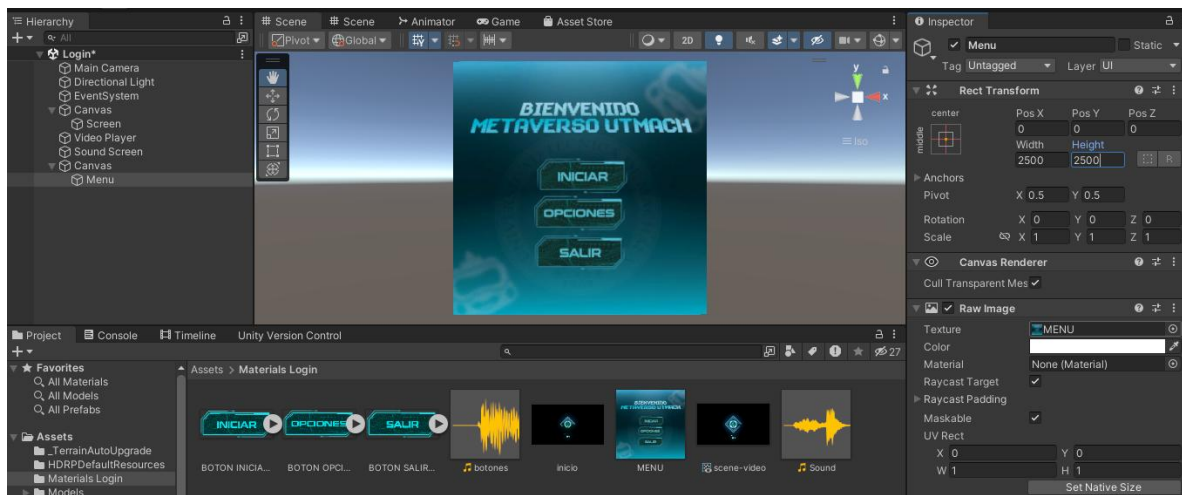 Hierarchy
All
Login*
Main Camera
Directional Light
EventSystem
Canvas
Screen
Video Player
Sound Screen
Canvas
Menu
Scene Scene Animator Game Asset Store
Pivot Global 2D
y
x
Iso
BIENVENIDO
METAVERSO UTMACH
INICIAR
OPCIONES
SALIR
Project Console Timeline Unity Version Control
27
Favorites
All Materials
All Models
All Prefabs
Assets
_TerrainAutoUpgrade
HDRPDefaultResources
Materials Login
Models
Assets > Materials Login
INICIAR OPCIONES SALIR
BOTON INICIA... BOTON OPCI... BOTON SALIR... botones inicio MENU scene-video Sound
Inspector
Menu Static
Tag Untagged Layer UI
Rect Transform
center Pos X Pos Y Pos Z
middle 0 0 0
Width Height
2500 2500 R
Anchors
Pivot X 0.5 Y 0.5
Rotation X 0 Y 0 Z 0
Scale X 1 Y 1 Z 1
Canvas Renderer
Cull Transparent Mes
Raw Image
Texture MENU
Color
Material None (Material)
Raycast Target
Raycast Padding
Maskable
UV Rect
X 0 Y 0
W 1 H 1
Set Native Size